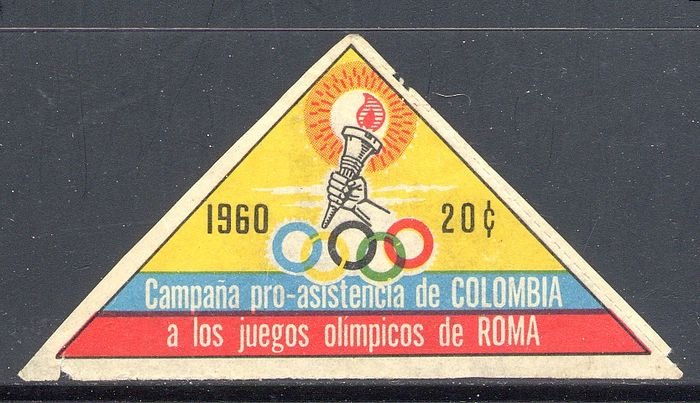 1960 20¢
Campaña pro-asistencia de COLOMBIA
a los juegos olímpicos de ROMA